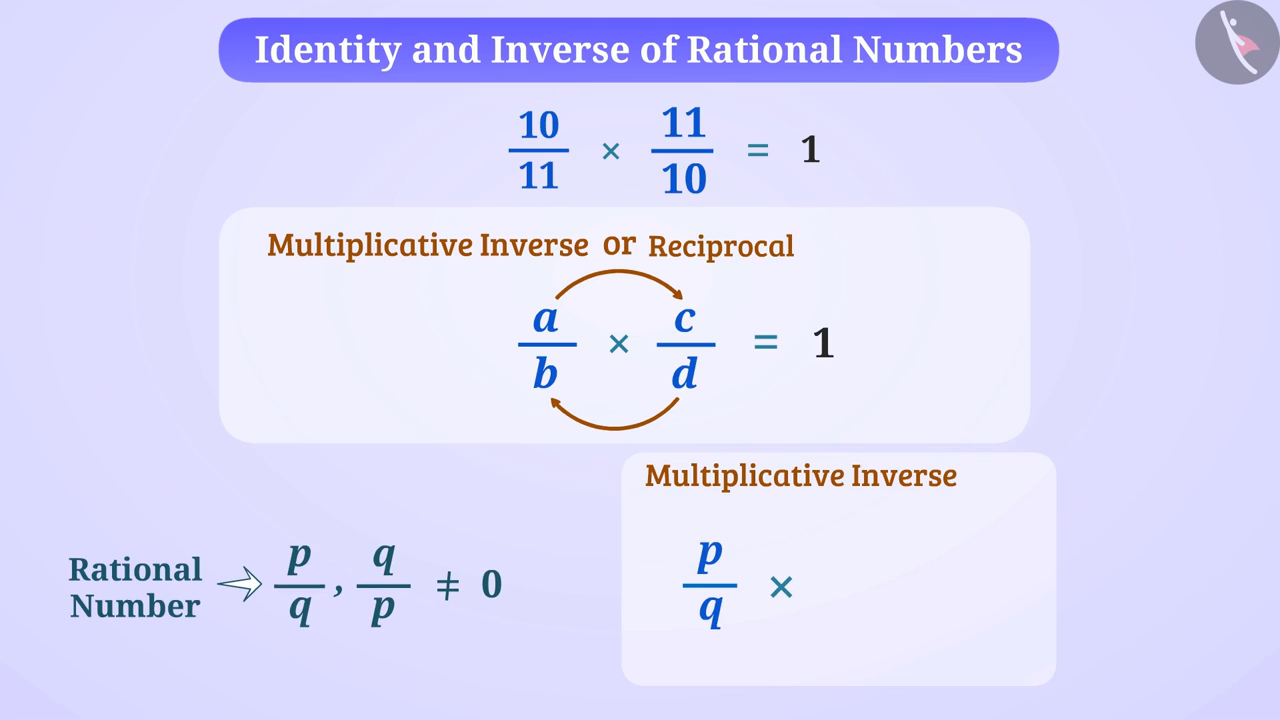 Identity and Inverse of Rational Numbers
10/11 × 11/10 = 1
Multiplicative Inverse or Reciprocal
a/b × c/d = 1
Multiplicative Inverse
Rational Number → p/q , q/p ≠ 0
p/q ×